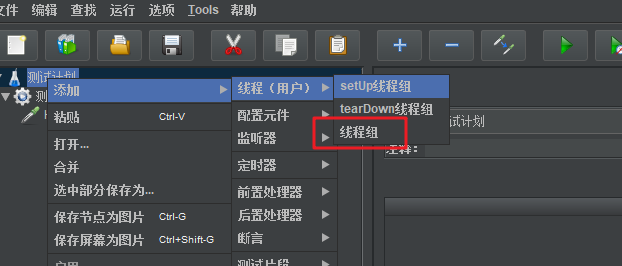 文件 查找 运行 选项 Tools 帮助
测试计划
添加
粘贴 Ctrl-V
打开...
合并
选中部分保存为...
保存节点为图片 Ctrl-G
保存屏幕为图片 Ctrl+Shift-G
线程（用户）
配置元件
监听器
定时器
前置处理器
后置处理器
断言
测试片段
setUp线程组
tearDown线程组
线程组
试计划
注释：